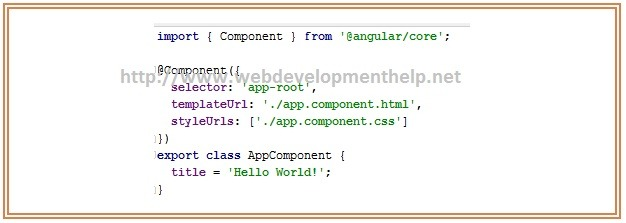 import { Component } from '@angular/core';
@Component({
http://www.webdevelopmenthelp.net
selector: 'app-root',
templateUrl: './app.component.html',
styleUrls: ['./app.component.css']
})
export class AppComponent {
title = 'Hello World!';
}